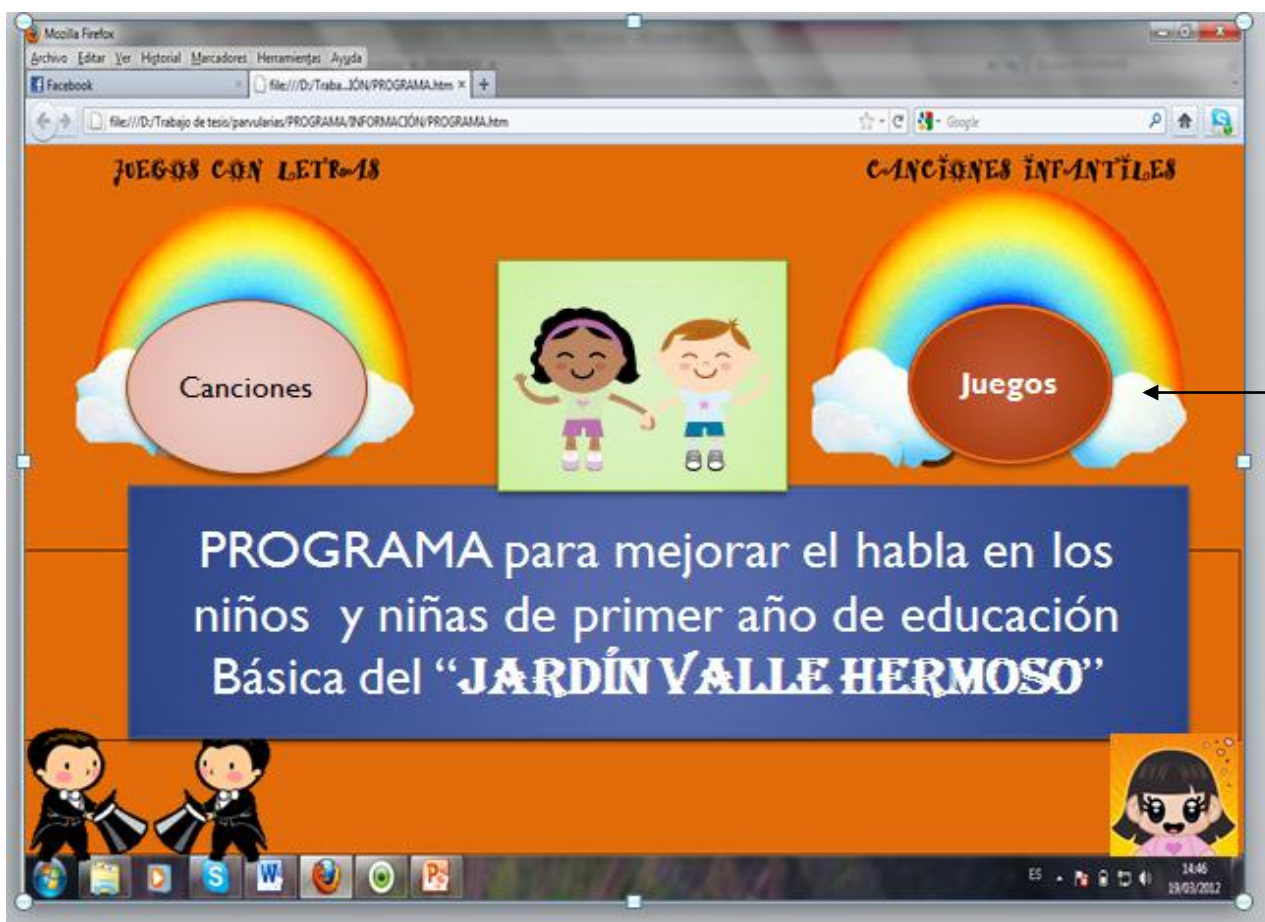 Mozilla Firefox
Archivo Editar Ver Historial Marcadores Herramientas Ayuda
Facebook
file:///D:/Traba...IÓN/PROGRAMA.htm
file:///D:/Trabajo de tesis/parvularias/PROGRAMA/INFORMACIÓN/PROGRAMA.htm
Google
JUEGOS CON LETRAS
CANCIONES INFANTILES
Canciones
Juegos
PROGRAMA para mejorar el habla en los
niños y niñas de primer año de educación
Básica del “JARDÍN VALLE HERMOSO”
ES
14:46
19/03/2012